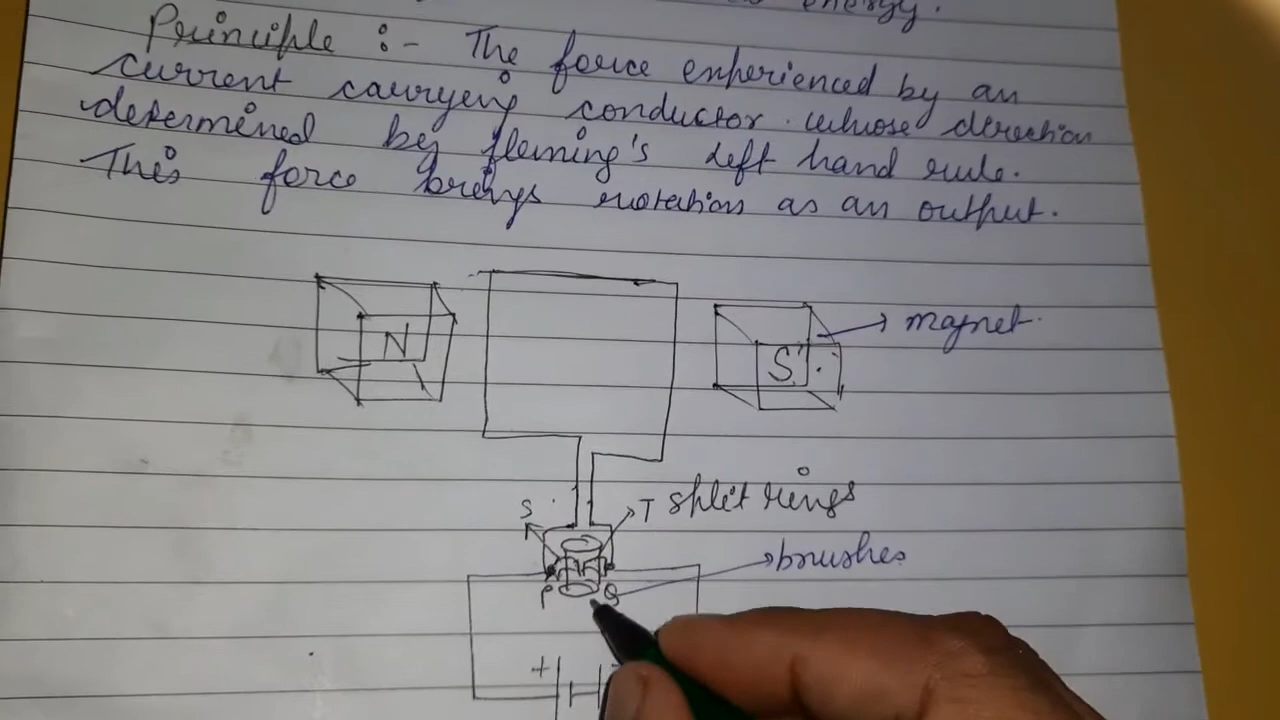 energy.
Principle :- The force experienced by an
current carrying conductor. whose direction
determined by fleming's left hand rule.
This force brings rotation as an output.
N
S
magnet.
S
T split rings
brushes
P
Q
+